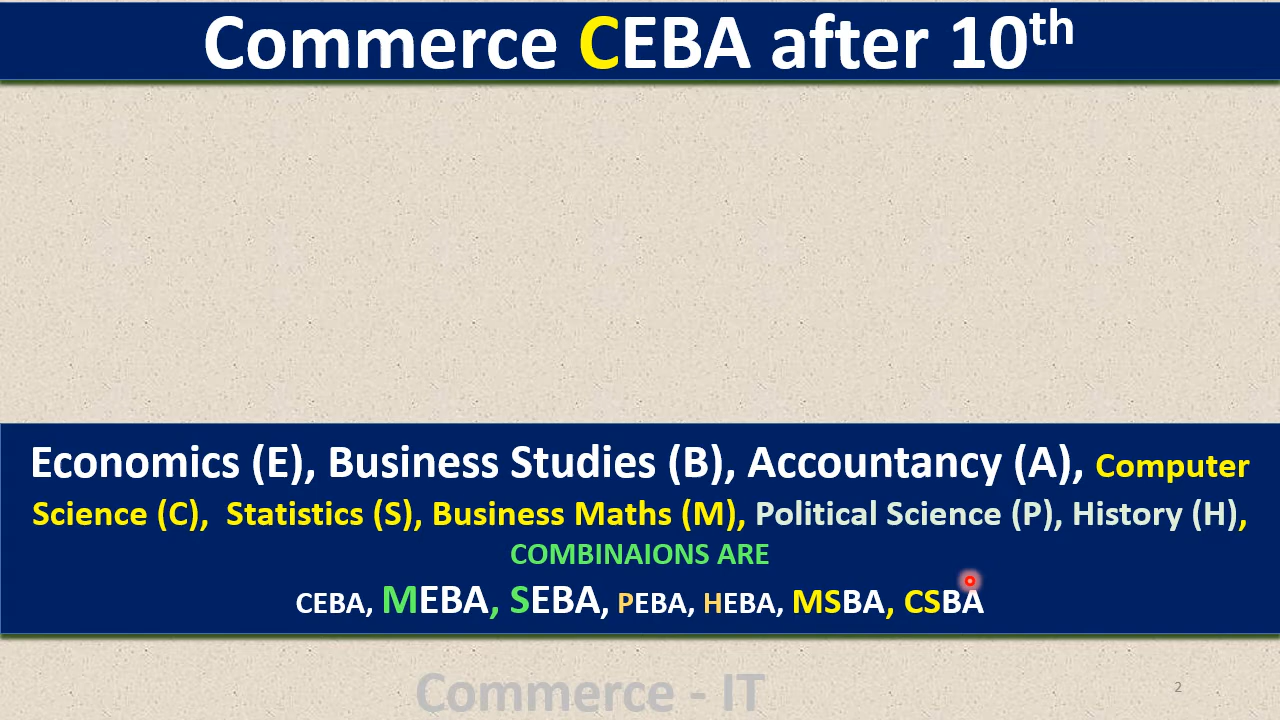 Commerce CEBA after 10th
Economics (E), Business Studies (B), Accountancy (A), Computer
Science (C), Statistics (S), Business Maths (M), Political Science (P), History (H),
COMBINAIONS ARE
CEBA, MEBA, SEBA, PEBA, HEBA, MSBA, CSBA
Commerce - IT
2